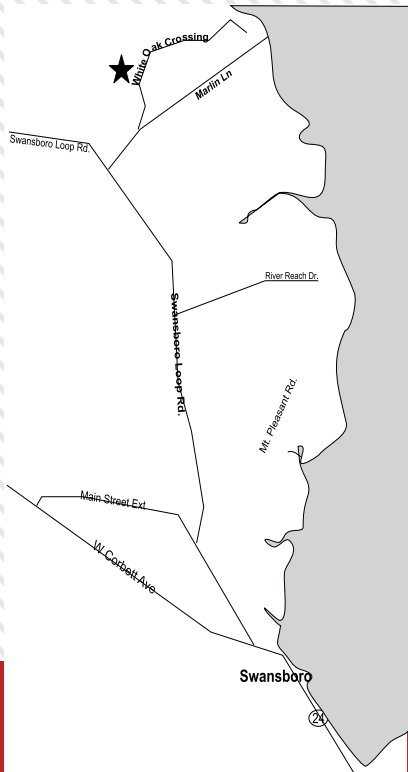 White Oak Crossing
Marlin Ln
Swansboro Loop Rd.
River Reach Dr.
Swansboro Loop Rd.
Mt. Pleasant Rd.
Main Street Ext
W Corbett Ave
Swansboro
24